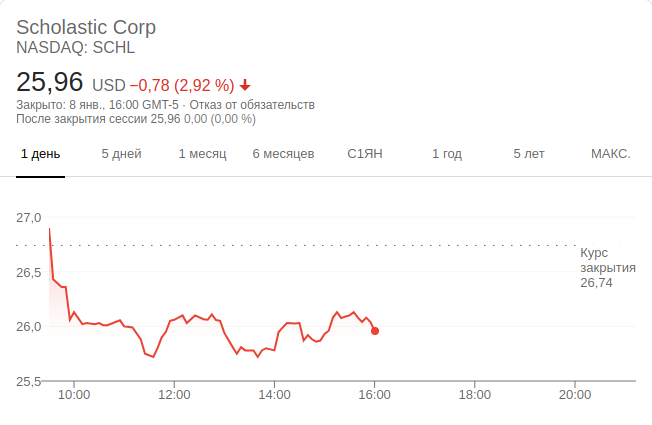 Scholastic Corp
NASDAQ: SCHL
25,96 USD −0,78 (2,92 %)
Закрыто: 8 янв., 16:00 GMT-5 · Отказ от обязательств
После закрытия сессии 25,96 0,00 (0,00 %)
1 день 5 дней 1 месяц 6 месяцев С1ЯН 1 год 5 лет МАКС.
27,0
Курс
закрытия
26,74
26,5
26,0
25,5
10:00 12:00 14:00 16:00 18:00 20:00